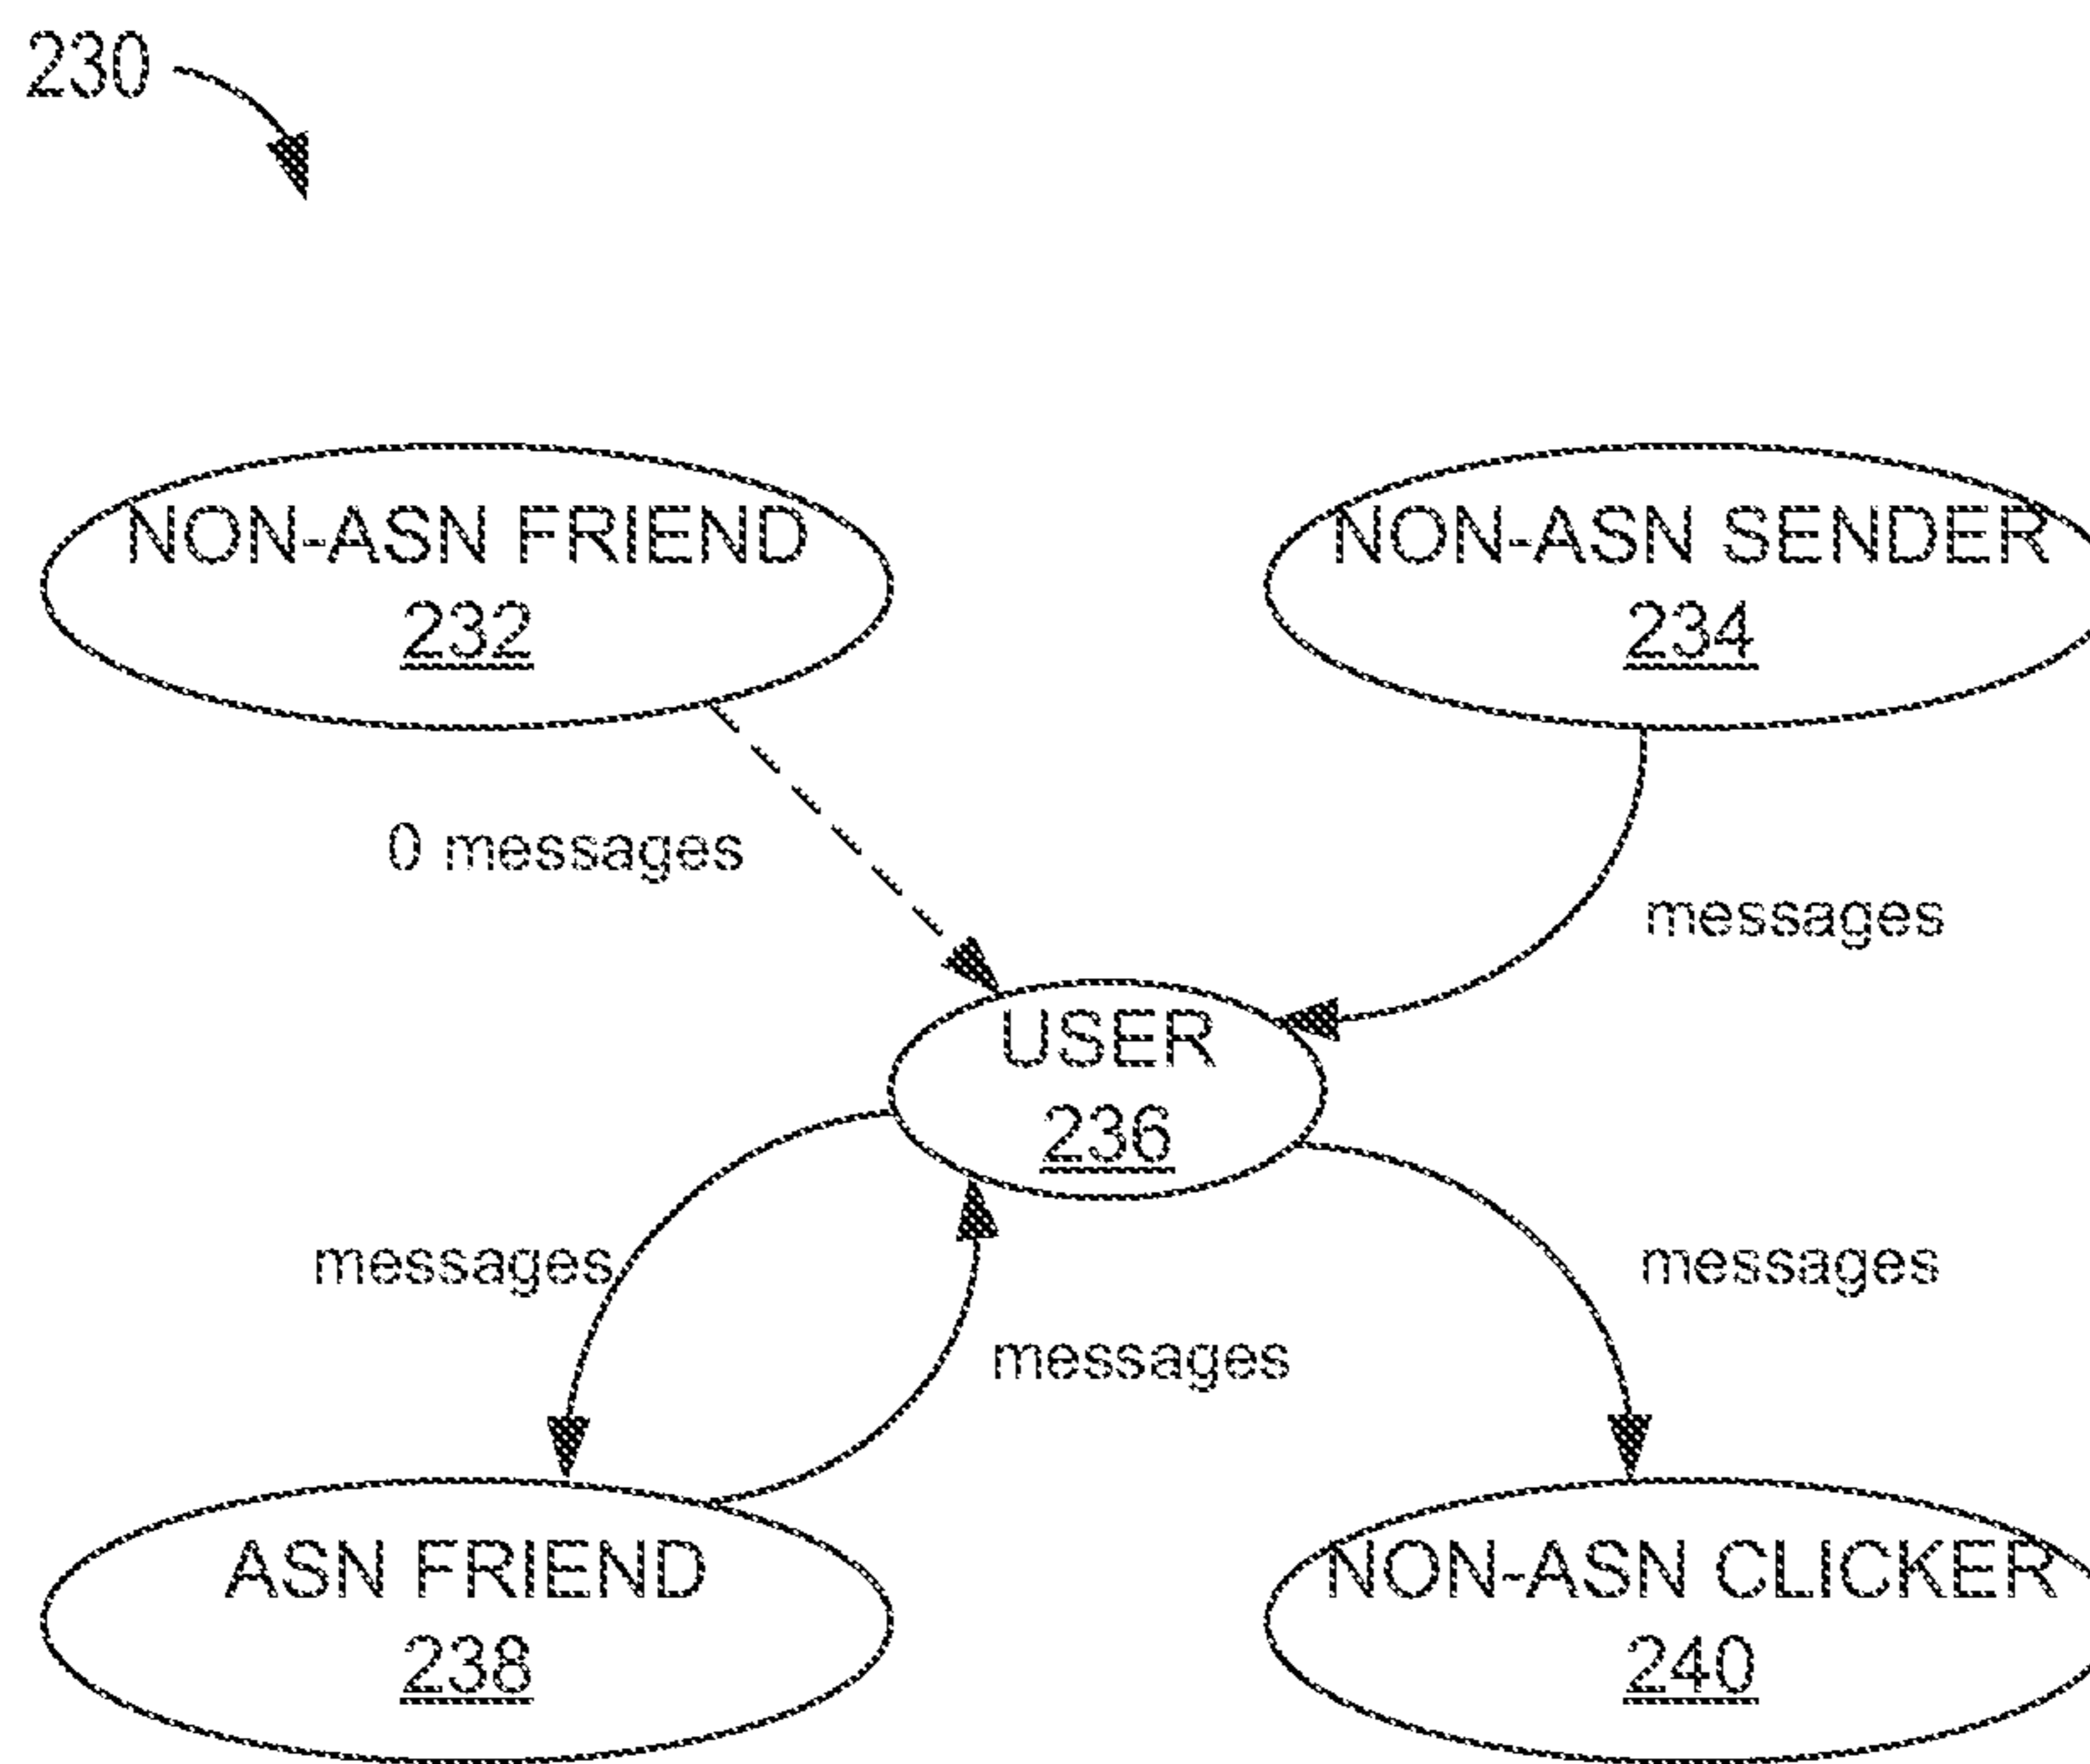 230
NON-ASN FRIEND
232
NON-ASN SENDER
234
0 messages
messages
USER
236
messages
messages
messages
ASN FRIEND
238
NON-ASN CLICKER
240